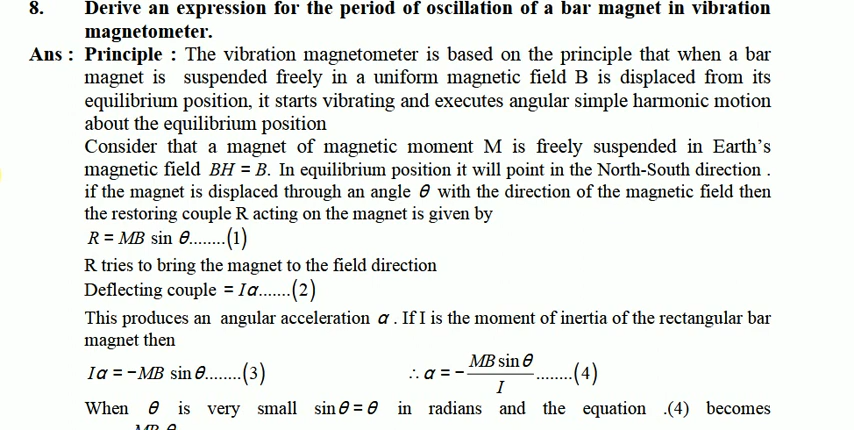 8. Derive an expression for the period of oscillation of a bar magnet in vibration
magnetometer.
Ans : Principle : The vibration magnetometer is based on the principle that when a bar
magnet is suspended freely in a uniform magnetic field B is displaced from its
equilibrium position, it starts vibrating and executes angular simple harmonic motion
about the equilibrium position
Consider that a magnet of magnetic moment M is freely suspended in Earth's
magnetic field BH = B. In equilibrium position it will point in the North-South direction .
if the magnet is displaced through an angle θ with the direction of the magnetic field then
the restoring couple R acting on the magnet is given by
R = MB sin θ........(1)
R tries to bring the magnet to the field direction
Deflecting couple = Iα.......(2)
This produces an angular acceleration α . If I is the moment of inertia of the rectangular bar
magnet then
Iα = −MB sin θ........(3) ∴ α = − MB sin θ / I ........(4)
When θ is very small sin θ = θ in radians and the equation .(4) becomes